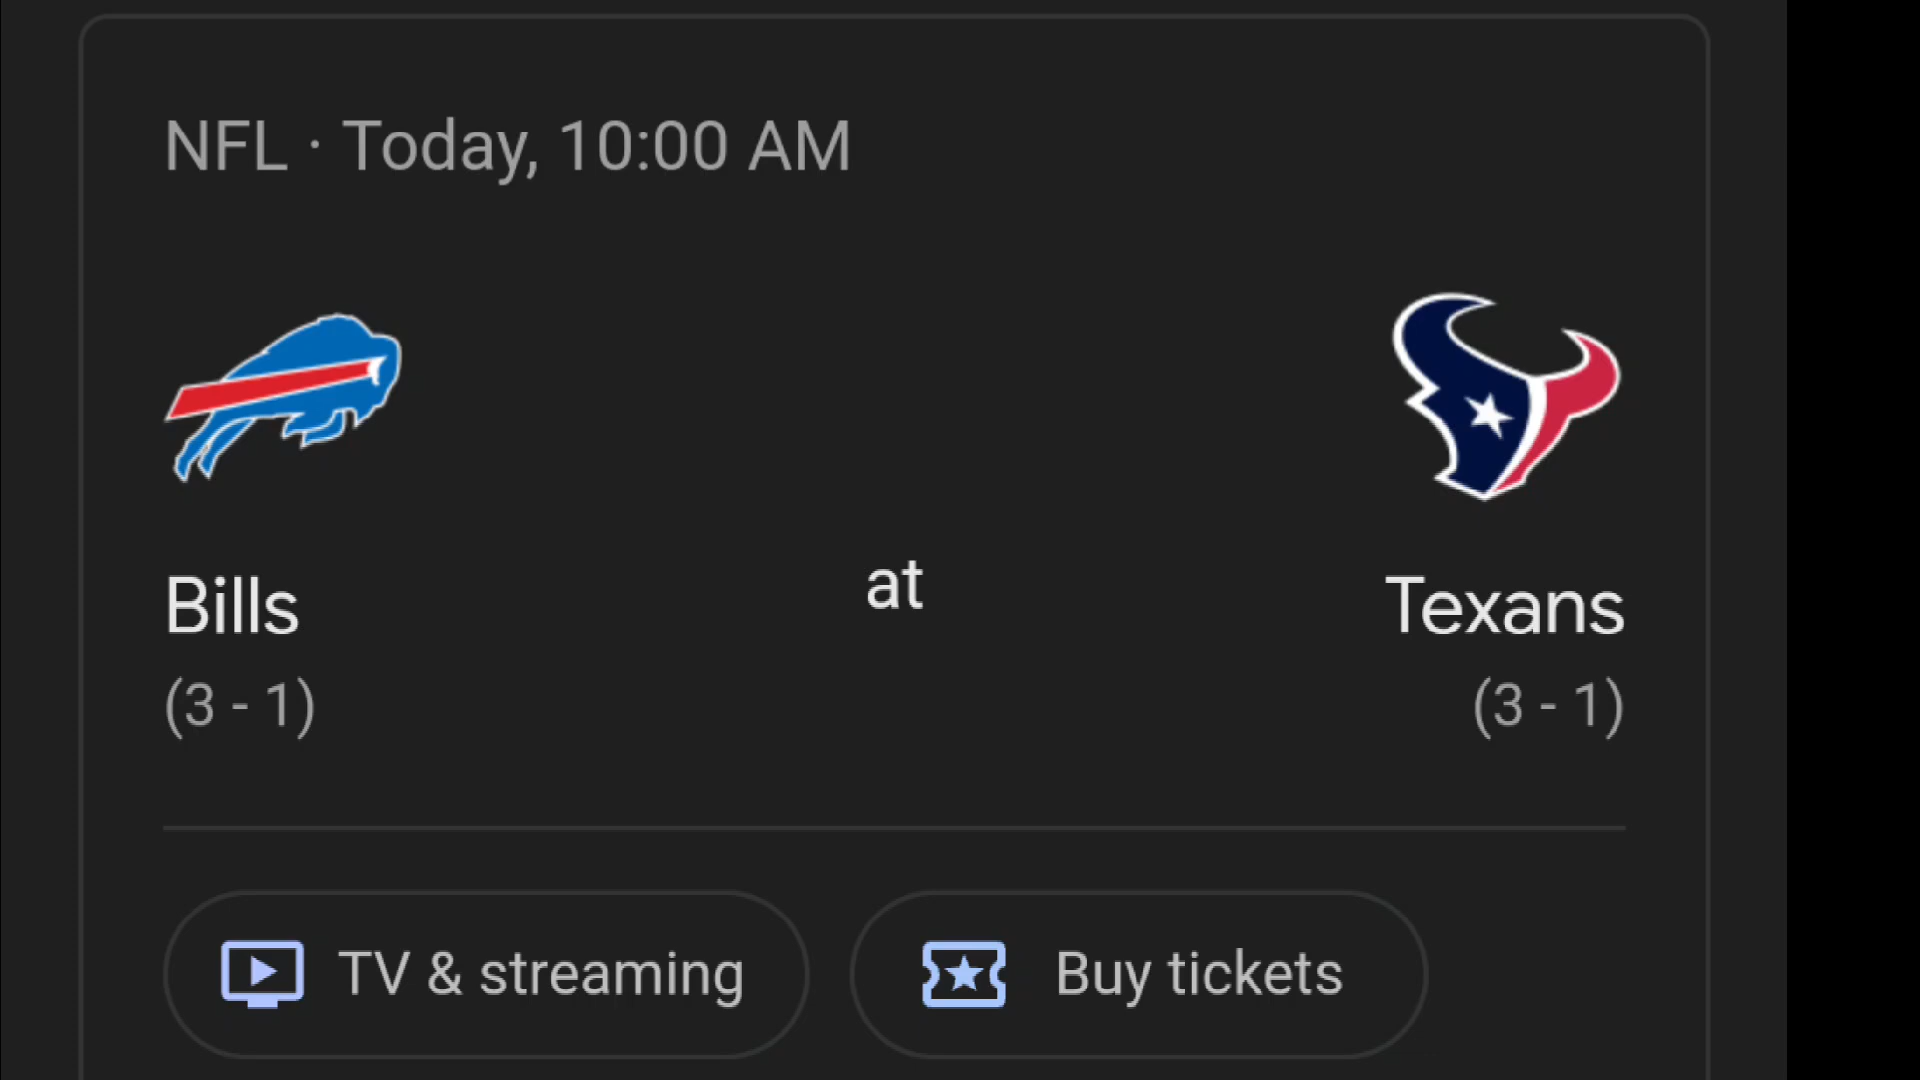 NFL · Today, 10:00 AM
Bills at Texans
(3 - 1) (3 - 1)
TV & streaming Buy tickets